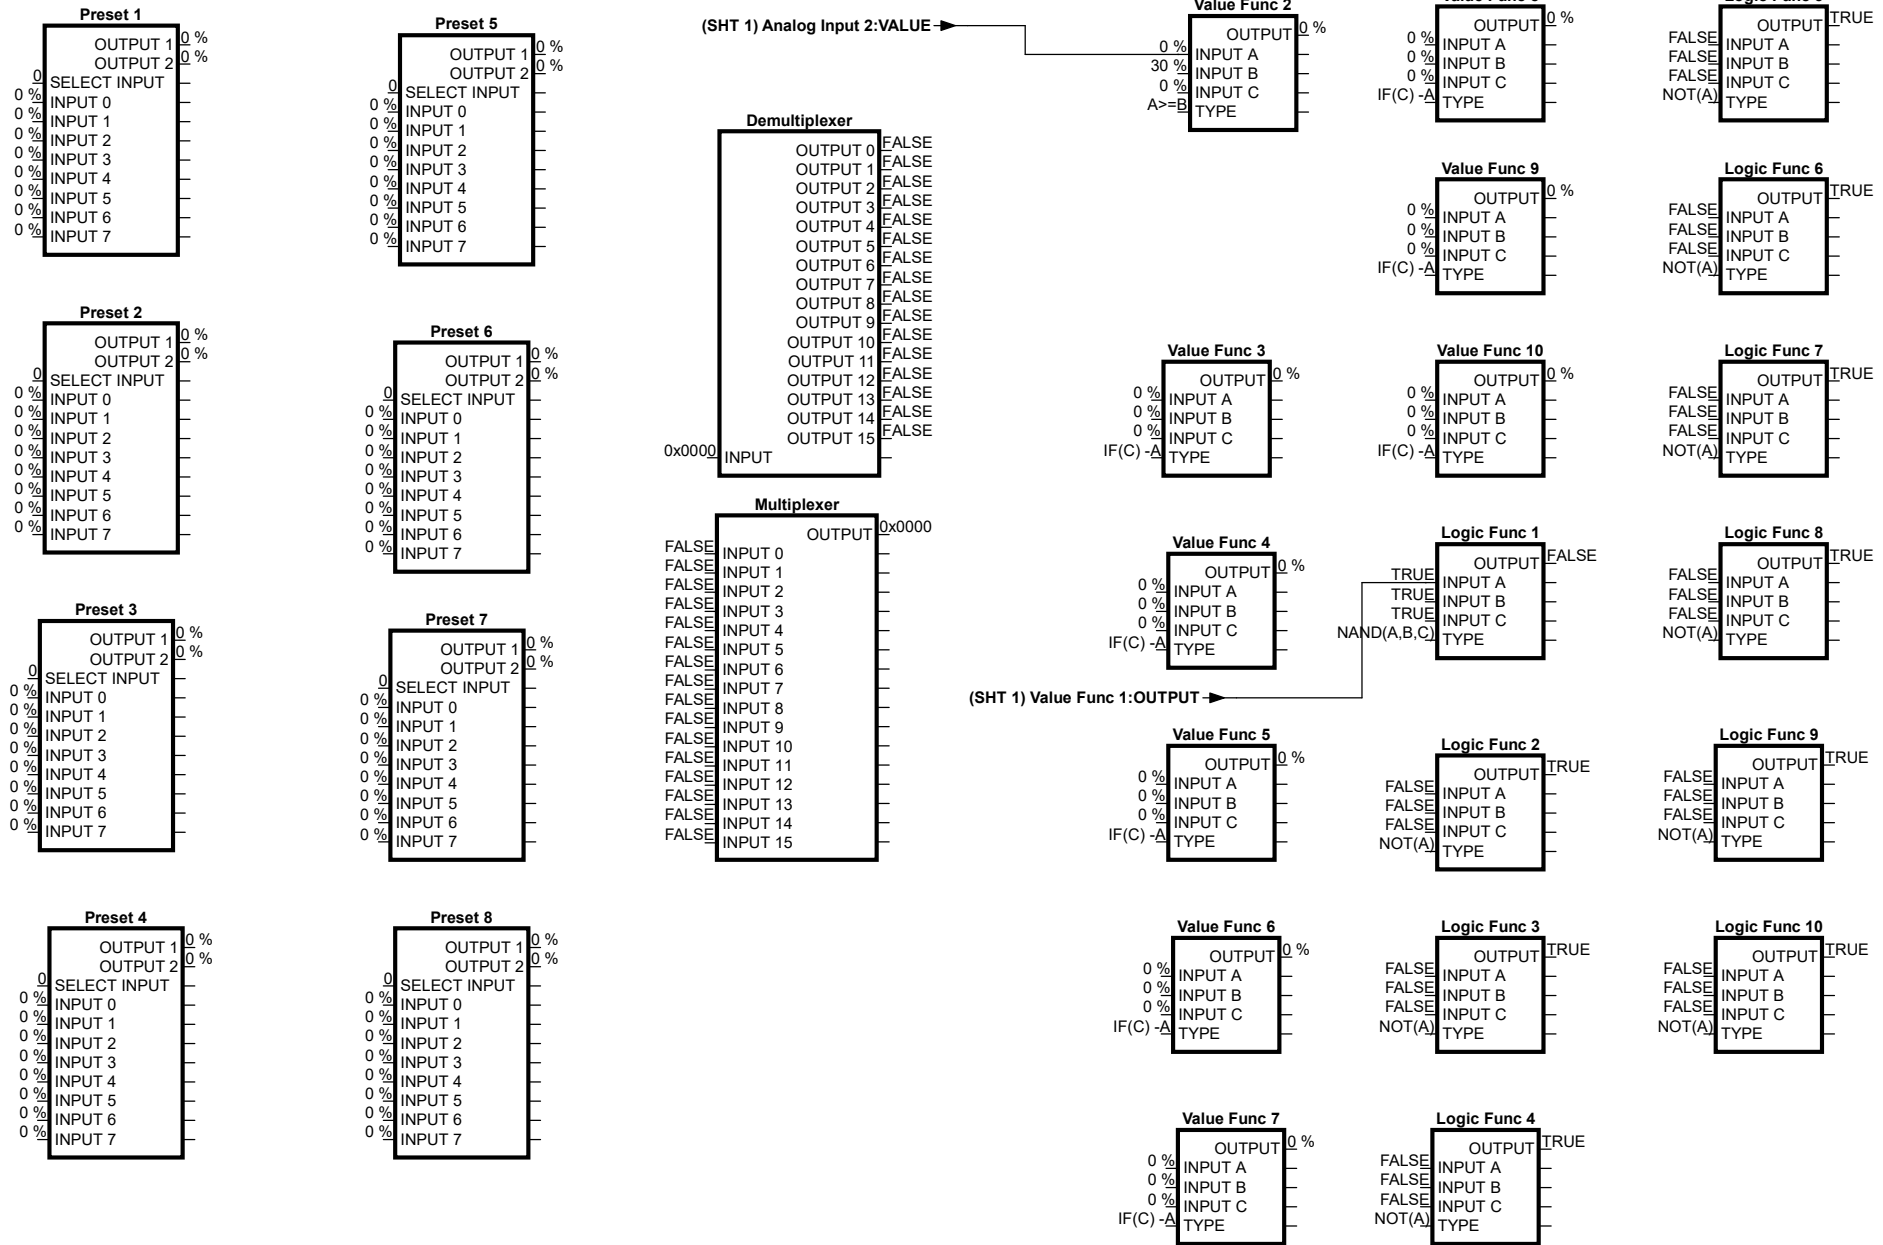 Preset 1
OUTPUT 1 0 %
OUTPUT 2 0 %
0 SELECT INPUT
0 % INPUT 0
0 % INPUT 1
0 % INPUT 2
0 % INPUT 3
0 % INPUT 4
0 % INPUT 5
0 % INPUT 6
0 % INPUT 7
Preset 2
OUTPUT 1 0 %
OUTPUT 2 0 %
0 SELECT INPUT
0 % INPUT 0
0 % INPUT 1
0 % INPUT 2
0 % INPUT 3
0 % INPUT 4
0 % INPUT 5
0 % INPUT 6
0 % INPUT 7
Preset 3
OUTPUT 1 0 %
OUTPUT 2 0 %
0 SELECT INPUT
0 % INPUT 0
0 % INPUT 1
0 % INPUT 2
0 % INPUT 3
0 % INPUT 4
0 % INPUT 5
0 % INPUT 6
0 % INPUT 7
Preset 4
OUTPUT 1 0 %
OUTPUT 2 0 %
0 SELECT INPUT
0 % INPUT 0
0 % INPUT 1
0 % INPUT 2
0 % INPUT 3
0 % INPUT 4
0 % INPUT 5
0 % INPUT 6
0 % INPUT 7
Preset 5
OUTPUT 1 0 %
OUTPUT 2 0 %
0 SELECT INPUT
0 % INPUT 0
0 % INPUT 1
0 % INPUT 2
0 % INPUT 3
0 % INPUT 4
0 % INPUT 5
0 % INPUT 6
0 % INPUT 7
Preset 6
OUTPUT 1 0 %
OUTPUT 2 0 %
0 SELECT INPUT
0 % INPUT 0
0 % INPUT 1
0 % INPUT 2
0 % INPUT 3
0 % INPUT 4
0 % INPUT 5
0 % INPUT 6
0 % INPUT 7
Preset 7
OUTPUT 1 0 %
OUTPUT 2 0 %
0 SELECT INPUT
0 % INPUT 0
0 % INPUT 1
0 % INPUT 2
0 % INPUT 3
0 % INPUT 4
0 % INPUT 5
0 % INPUT 6
0 % INPUT 7
Preset 8
OUTPUT 1 0 %
OUTPUT 2 0 %
0 SELECT INPUT
0 % INPUT 0
0 % INPUT 1
0 % INPUT 2
0 % INPUT 3
0 % INPUT 4
0 % INPUT 5
0 % INPUT 6
0 % INPUT 7
(SHT 1) Analog Input 2:VALUE
Demultiplexer
OUTPUT 0 FALSE
OUTPUT 1 FALSE
OUTPUT 2 FALSE
OUTPUT 3 FALSE
OUTPUT 4 FALSE
OUTPUT 5 FALSE
OUTPUT 6 FALSE
OUTPUT 7 FALSE
OUTPUT 8 FALSE
OUTPUT 9 FALSE
OUTPUT 10 FALSE
OUTPUT 11 FALSE
OUTPUT 12 FALSE
OUTPUT 13 FALSE
OUTPUT 14 FALSE
OUTPUT 15 FALSE
0x0000 INPUT
Multiplexer
OUTPUT 0x0000
FALSE INPUT 0
FALSE INPUT 1
FALSE INPUT 2
FALSE INPUT 3
FALSE INPUT 4
FALSE INPUT 5
FALSE INPUT 6
FALSE INPUT 7
FALSE INPUT 8
FALSE INPUT 9
FALSE INPUT 10
FALSE INPUT 11
FALSE INPUT 12
FALSE INPUT 13
FALSE INPUT 14
FALSE INPUT 15
Value Func 2
OUTPUT 0 %
0 % INPUT A
30 % INPUT B
0 % INPUT C
A>=B TYPE
Value Func 3
OUTPUT 0 %
0 % INPUT A
0 % INPUT B
0 % INPUT C
IF(C) -A TYPE
Value Func 4
OUTPUT 0 %
0 % INPUT A
0 % INPUT B
0 % INPUT C
IF(C) -A TYPE
(SHT 1) Value Func 1:OUTPUT
Value Func 5
OUTPUT 0 %
0 % INPUT A
0 % INPUT B
0 % INPUT C
IF(C) -A TYPE
Value Func 6
OUTPUT 0 %
0 % INPUT A
0 % INPUT B
0 % INPUT C
IF(C) -A TYPE
Value Func 7
OUTPUT 0 %
0 % INPUT A
0 % INPUT B
0 % INPUT C
IF(C) -A TYPE
OUTPUT 0 %
0 % INPUT A
0 % INPUT B
0 % INPUT C
IF(C) -A TYPE
Value Func 9
OUTPUT 0 %
0 % INPUT A
0 % INPUT B
0 % INPUT C
IF(C) -A TYPE
Value Func 10
OUTPUT 0 %
0 % INPUT A
0 % INPUT B
0 % INPUT C
IF(C) -A TYPE
Logic Func 1
OUTPUT FALSE
TRUE INPUT A
TRUE INPUT B
TRUE INPUT C
NAND(A,B,C) TYPE
Logic Func 2
OUTPUT TRUE
FALSE INPUT A
FALSE INPUT B
FALSE INPUT C
NOT(A) TYPE
Logic Func 3
OUTPUT TRUE
FALSE INPUT A
FALSE INPUT B
FALSE INPUT C
NOT(A) TYPE
Logic Func 4
OUTPUT TRUE
FALSE INPUT A
FALSE INPUT B
FALSE INPUT C
NOT(A) TYPE
OUTPUT TRUE
FALSE INPUT A
FALSE INPUT B
FALSE INPUT C
NOT(A) TYPE
Logic Func 6
OUTPUT TRUE
FALSE INPUT A
FALSE INPUT B
FALSE INPUT C
NOT(A) TYPE
Logic Func 7
OUTPUT TRUE
FALSE INPUT A
FALSE INPUT B
FALSE INPUT C
NOT(A) TYPE
Logic Func 8
OUTPUT TRUE
FALSE INPUT A
FALSE INPUT B
FALSE INPUT C
NOT(A) TYPE
Logic Func 9
OUTPUT TRUE
FALSE INPUT A
FALSE INPUT B
FALSE INPUT C
NOT(A) TYPE
Logic Func 10
OUTPUT TRUE
FALSE INPUT A
FALSE INPUT B
FALSE INPUT C
NOT(A) TYPE